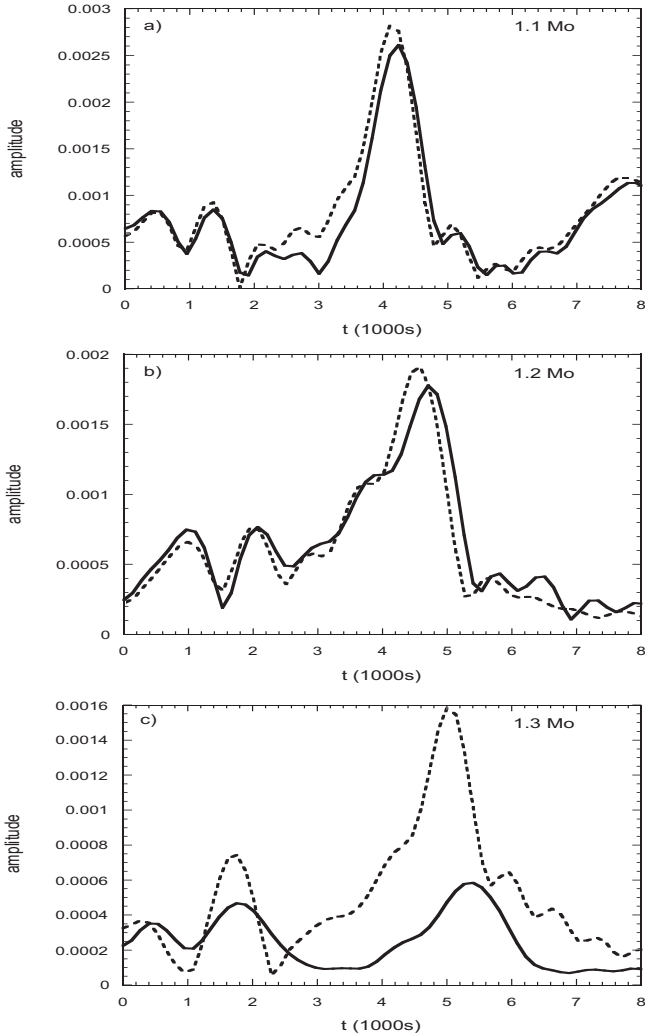 0.003
a)
1.1 Mo
0.0025
0.002
0.0015
0.001
0.0005
0
amplitude
0 1 2 3 4 5 6 7 8
t (1000s)
0.002
b)
1.2 Mo
0.0015
0.001
0.0005
0
amplitude
0 1 2 3 4 5 6 7 8
t (1000s)
0.0016
c)
1.3 Mo
0.0014
0.0012
0.001
0.0008
0.0006
0.0004
0.0002
0
amplitude
0 1 2 3 4 5 6 7 8
t (1000s)